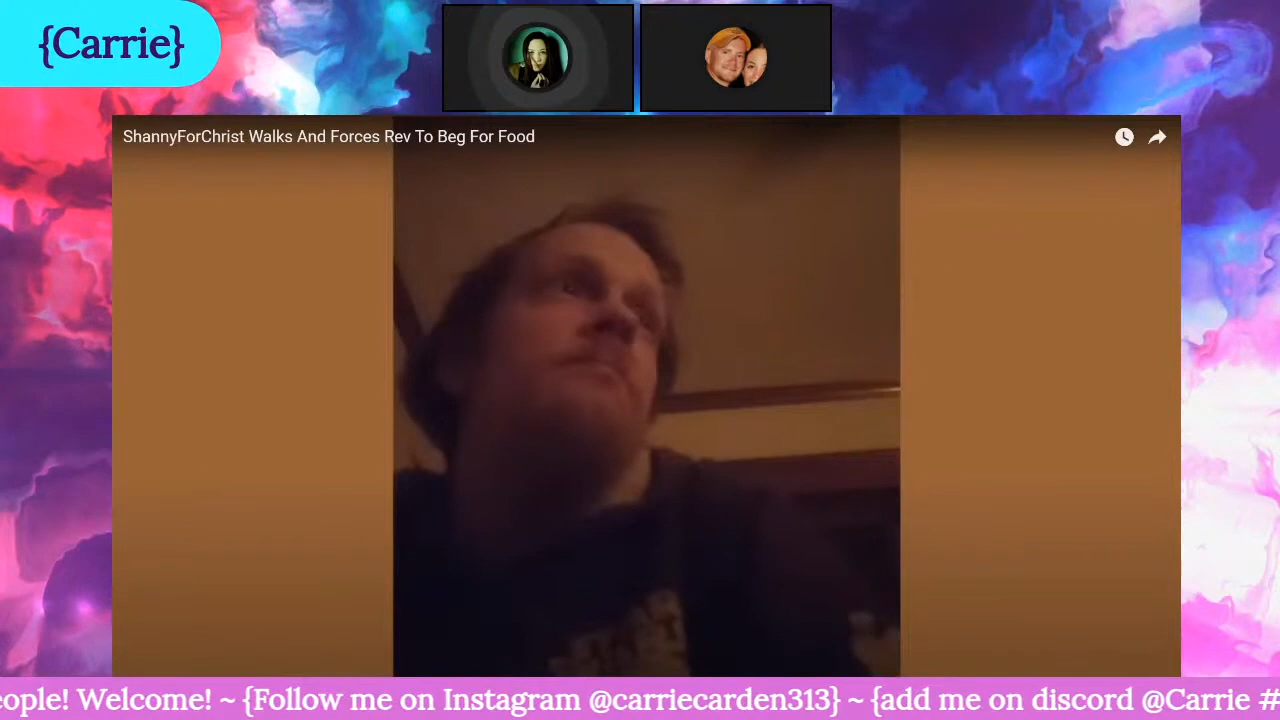 {Carrie}
ShannyForChrist Walks And Forces Rev To Beg For Food
eople! Welcome! ~ {Follow me on Instagram @carriecarden313} ~ {add me on discord @Carrie #